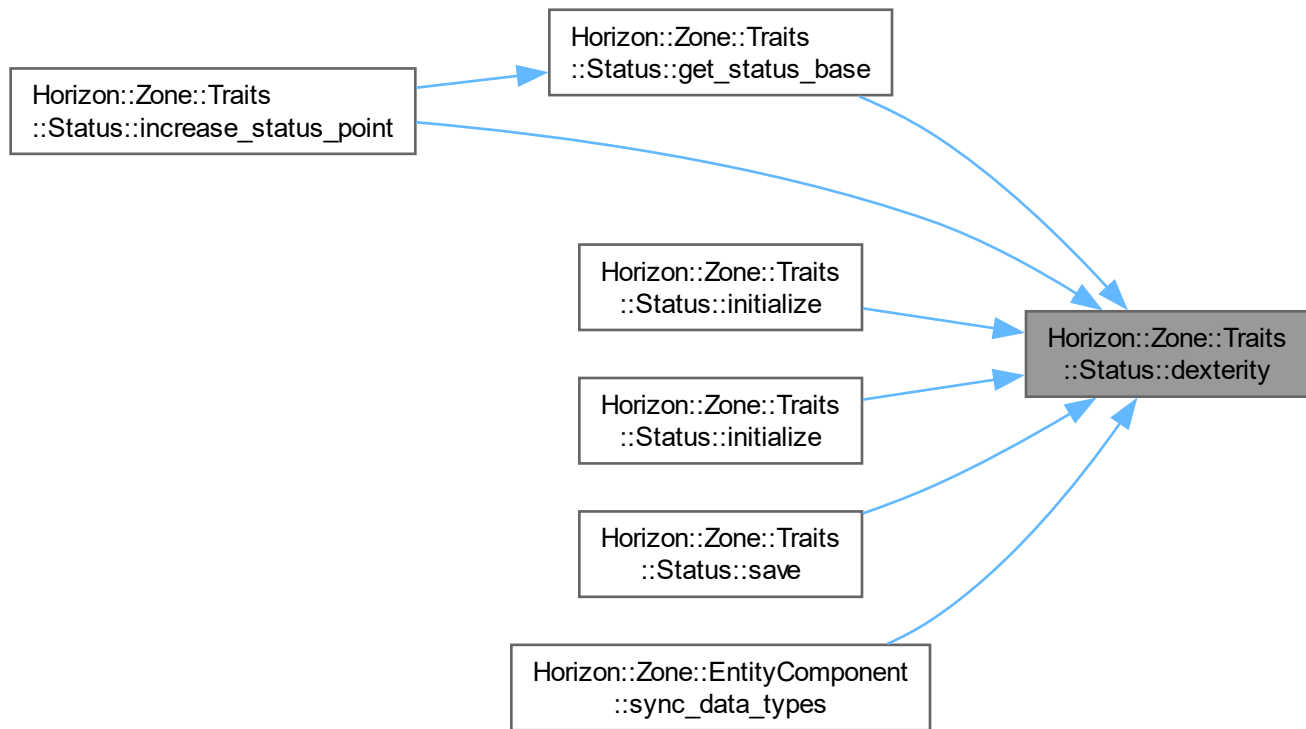 Horizon::Zone::Traits
::Status::get_status_base
Horizon::Zone::Traits
::Status::increase_status_point
Horizon::Zone::Traits
::Status::initialize
Horizon::Zone::Traits
::Status::dexterity
Horizon::Zone::Traits
::Status::initialize
Horizon::Zone::Traits
::Status::save
Horizon::Zone::EntityComponent
::sync_data_types